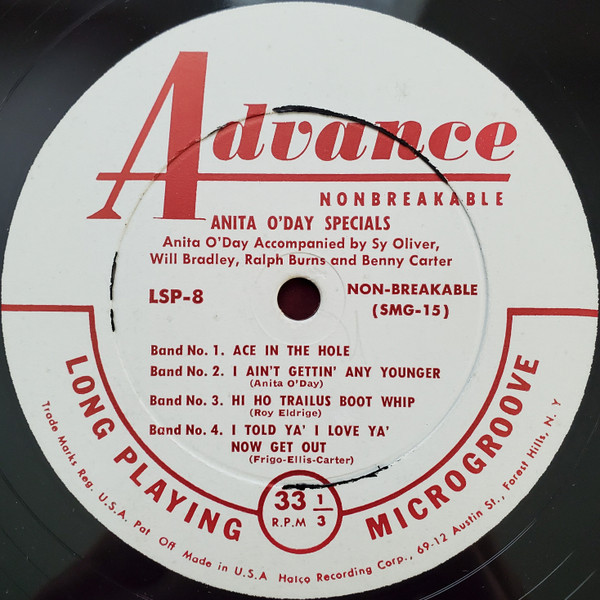 Advance
NONBREAKABLE
ANITA O'DAY SPECIALS
Anita O'Day Accompanied by Sy Oliver,
Will Bradley, Ralph Burns and Benny Carter
LSP-8
NON-BREAKABLE
(SMG-15)
Band No. 1. ACE IN THE HOLE
Band No. 2. I AIN'T GETTIN' ANY YOUNGER
(Anita O'Day)
Band No. 3. HI HO TRAILUS BOOT WHIP
(Roy Eldrige)
Band No. 4. I TOLD YA' I LOVE YA'
NOW GET OUT
(Frigo-Ellis-Carter)
LONG PLAYING
33 1/3
R.P.M
MICROGROOVE
Trade Marks Reg. U.S.A. Pat Off Made in U.S.A Halco Recording Corp., 69-12 Austin St., Forest Hills, N. Y